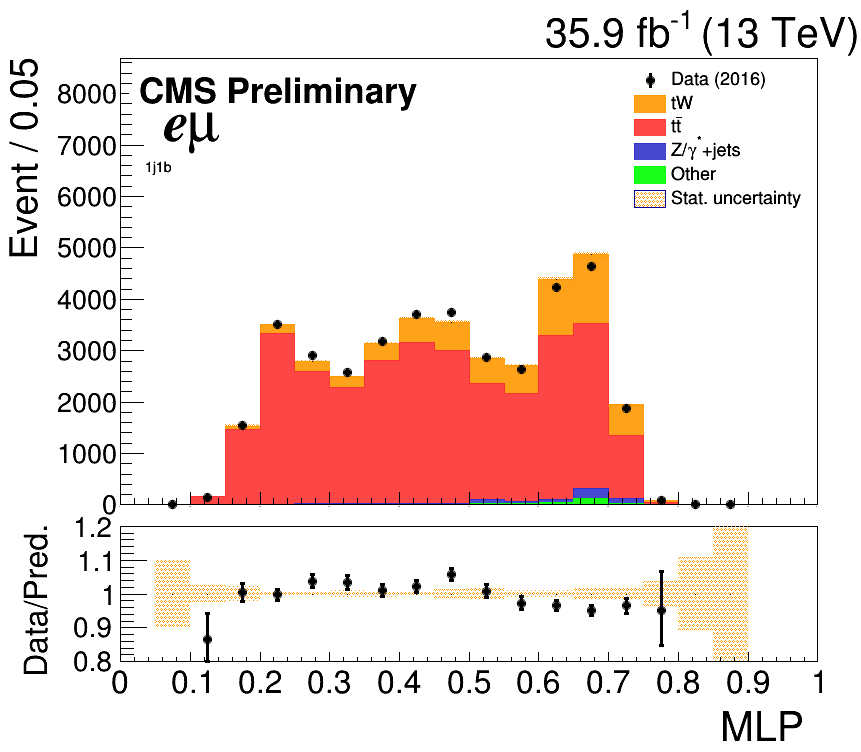 35.9 fb-1 (13 TeV)
Event / 0.05
CMS Preliminary
eμ
1j1b
Data (2016)
tW
tt̄
Z/γ*+jets
Other
Stat. uncertainty
8000
7000
6000
5000
4000
3000
2000
1000
0
Data/Pred.
1.2
1.1
1
0.9
0.8
0 0.1 0.2 0.3 0.4 0.5 0.6 0.7 0.8 0.9 1
MLP